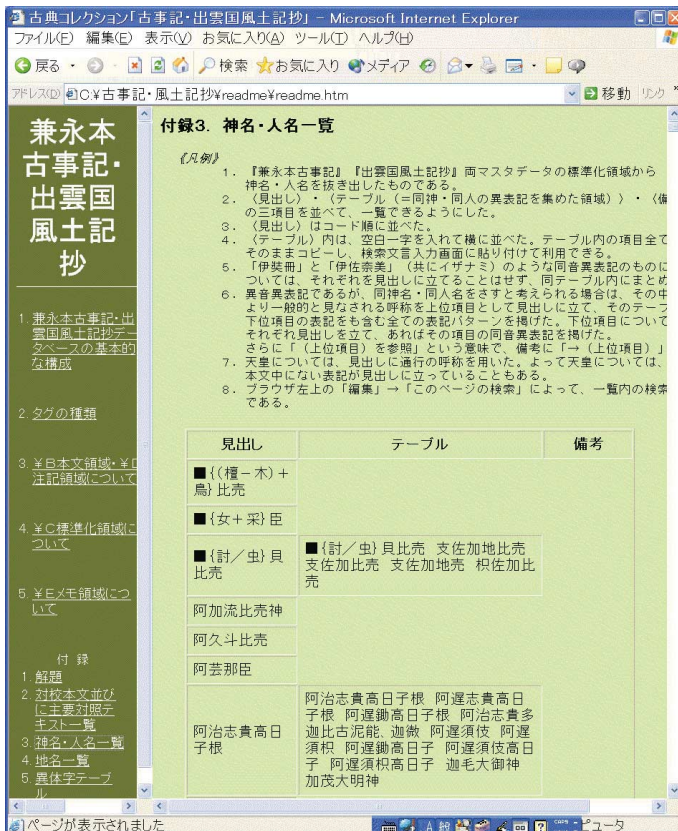 古典コレクション「古事記・出雲国風土記抄」 - Microsoft Internet Explorer
ファイル(F) 編集(E) 表示(V) お気に入り(A) ツール(T) ヘルプ(H)
戻る 検索 お気に入り メディア
アドレス(D) C:¥古事記・風土記抄¥readme¥readme.htm 移動 リンク
兼永本
古事記・
出雲国
風土記
抄
1. 兼永本古事記・出
雲国風土記抄デー
タベースの基本的
な構成
2. タグの種類
3. ¥B本文領域・¥D
注記領域について
4. ¥C標準化領域に
ついて
5. ¥Eメモ領域につ
いて
付 録
1. 解題
2. 対校本文並び
に主要対照テ
キスト一覧
3. 神名・人名一覧
4. 地名一覧
5. 異体字テーブ
ル
付録3. 神名・人名一覧
《凡例》
1. 『兼永本古事記』『出雲国風土記抄』両マスタデータの標準化領域から
神名・人名を抜き出したものである。
2. 〈見出し〉・〈テーブル（=同神・同人の異表記を集めた領域）〉・〈備
の三項目を並べて、一覧できるようにした。
3. 〈見出し〉はコード順に並べた。
4. 〈テーブル〉内は、空白一字を入れて横に並べた。テーブル内の項目全て
そのままコピーし、検索文言入力画面に貼り付けて利用できる。
5. 「伊弉冊」と「伊佐奈美」（共にイザナミ）のような同音異表記のものに
ついては、それぞれを見出しに立てることはせず、同テーブル内にまとめ
6. 異音異表記であるが、同神名・同人名をさすと考えられる場合は、その中
より一般的と見なされる呼称を上位項目として見出しに立て、そのテーブ
下位項目の表記をも含む全ての表記パターンを掲げた。下位項目について
それぞれ見出しを立て、あればその項目の同音異表記を掲げた。
さらに「（上位項目）を参照」という意味で、備考に「→（上位項目）」
7. 天皇については、見出しに通行の呼称を用いた。よって天皇については、
本文中にない表記が見出しに立っていることもある。
8. ブラウザ左上の「編集」→「このページの検索」によって、一覧内の検索
である。
見出し テーブル 備考
■{(檀－木)＋
鳥}比売
■{女＋采}臣
■{討／虫}貝
比売
■{討／虫}貝比売 支佐加地比売
支佐加比売 支佐加地売 枳佐加比
売
阿加流比売神
阿久斗比売
阿芸那臣
阿治志貴高日
子根
阿治志貴高日子根 阿遅志貴高日
子根 阿遅鋤高日子根 阿治志貴多
迦比古泥能、迦微 阿遅須伎 阿遅
須枳 阿遅鋤高日子 阿遅須伎高日
子 阿遅須枳高日子 迦毛大御神
加茂大明神
ページが表示されました
A 般 CAPS ピュータ